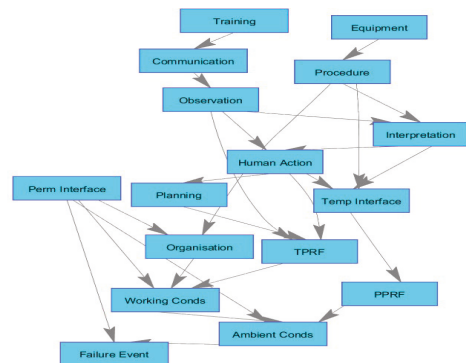 Training
Equipment
Communication
Procedure
Observation
Interpretation
Human Action
Perm Interface
Planning
Temp Interface
Organisation
TPRF
Working Conds
PPRF
Ambient Conds
Failure Event